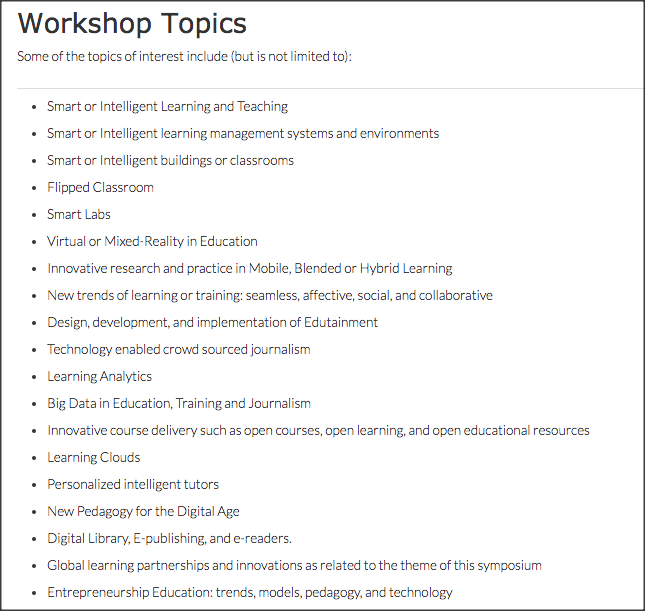 Workshop Topics
Some of the topics of interest include (but is not limited to):
• Smart or Intelligent Learning and Teaching
• Smart or Intelligent learning management systems and environments
• Smart or Intelligent buildings or classrooms
• Flipped Classroom
• Smart Labs
• Virtual or Mixed-Reality in Education
• Innovative research and practice in Mobile, Blended or Hybrid Learning
• New trends of learning or training: seamless, affective, social, and collaborative
• Design, development, and implementation of Edutainment
• Technology enabled crowd sourced journalism
• Learning Analytics
• Big Data in Education, Training and Journalism
• Innovative course delivery such as open courses, open learning, and open educational resources
• Learning Clouds
• Personalized intelligent tutors
• New Pedagogy for the Digital Age
• Digital Library, E-publishing, and e-readers.
• Global learning partnerships and innovations as related to the theme of this symposium
• Entrepreneurship Education: trends, models, pedagogy, and technology